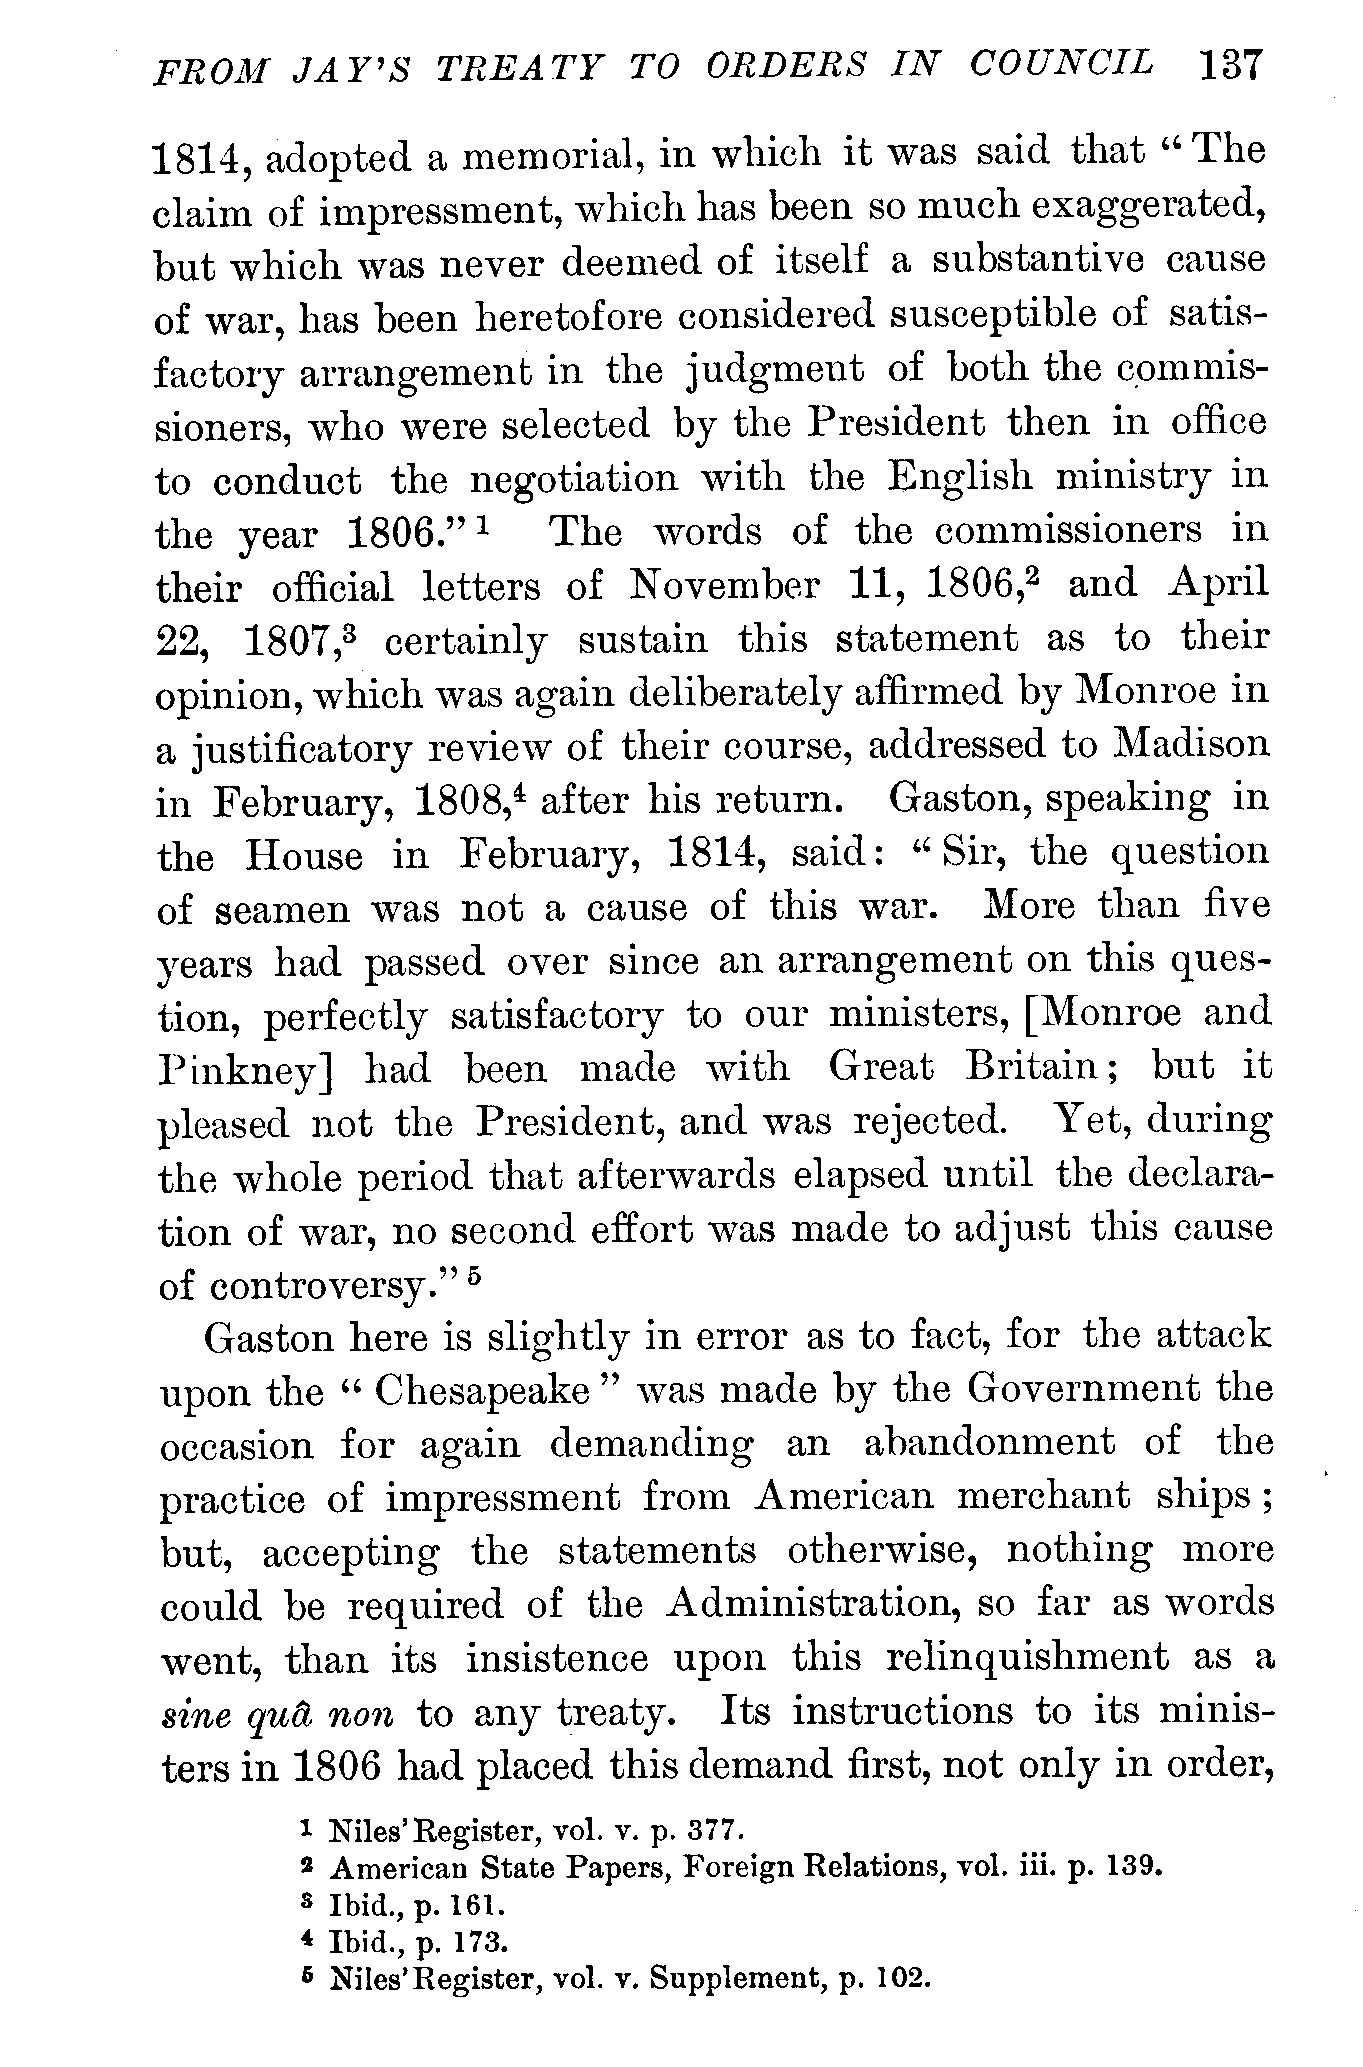 FROM JAY'S TREATY TO ORDERS IN COUNCIL 137
1814, adopted a memorial, in which it was said that “The
claim of impressment, which has been so much exaggerated,
but which was never deemed of itself a substantive cause
of war, has been heretofore considered susceptible of satis-
factory arrangement in the judgment of both the commis-
sioners, who were selected by the President then in office
to conduct the negotiation with the English ministry in
the year 1806.”¹ The words of the commissioners in
their official letters of November 11, 1806,² and April
22, 1807,³ certainly sustain this statement as to their
opinion, which was again deliberately affirmed by Monroe in
a justificatory review of their course, addressed to Madison
in February, 1808,⁴ after his return. Gaston, speaking in
the House in February, 1814, said: “Sir, the question
of seamen was not a cause of this war. More than five
years had passed over since an arrangement on this ques-
tion, perfectly satisfactory to our ministers, [Monroe and
Pinkney] had been made with Great Britain; but it
pleased not the President, and was rejected. Yet, during
the whole period that afterwards elapsed until the declara-
tion of war, no second effort was made to adjust this cause
of controversy.”⁵
Gaston here is slightly in error as to fact, for the attack
upon the “Chesapeake” was made by the Government the
occasion for again demanding an abandonment of the
practice of impressment from American merchant ships;
but, accepting the statements otherwise, nothing more
could be required of the Administration, so far as words
went, than its insistence upon this relinquishment as a
sine quâ non to any treaty. Its instructions to its minis-
ters in 1806 had placed this demand first, not only in order,
¹ Niles' Register, vol. v. p. 377.
² American State Papers, Foreign Relations, vol. iii. p. 139.
³ Ibid., p. 161.
⁴ Ibid., p. 173.
⁵ Niles' Register, vol. v. Supplement, p. 102.